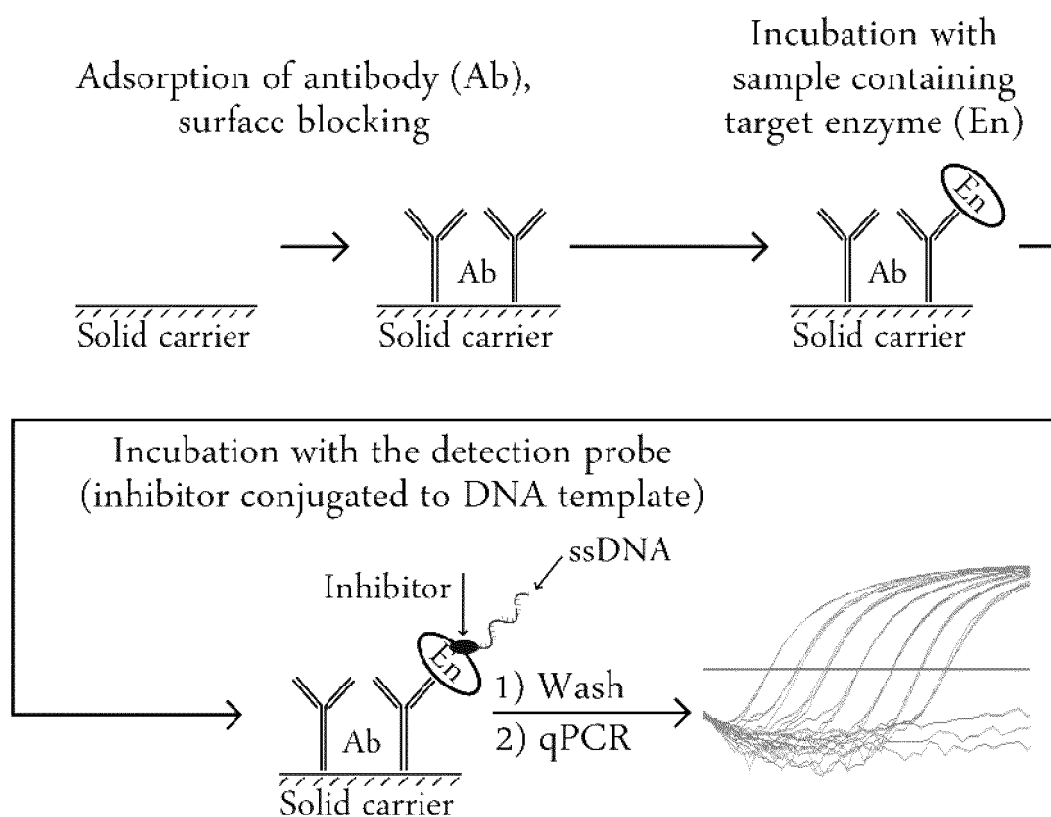 Adsorption of antibody (Ab),
surface blocking
Incubation with
sample containing
target enzyme (En)
En
Ab
Ab
Solid carrier
Solid carrier
Solid carrier
Incubation with the detection probe
(inhibitor conjugated to DNA template)
ssDNA
Inhibitor
En
1) Wash
2) qPCR
Ab
Solid carrier